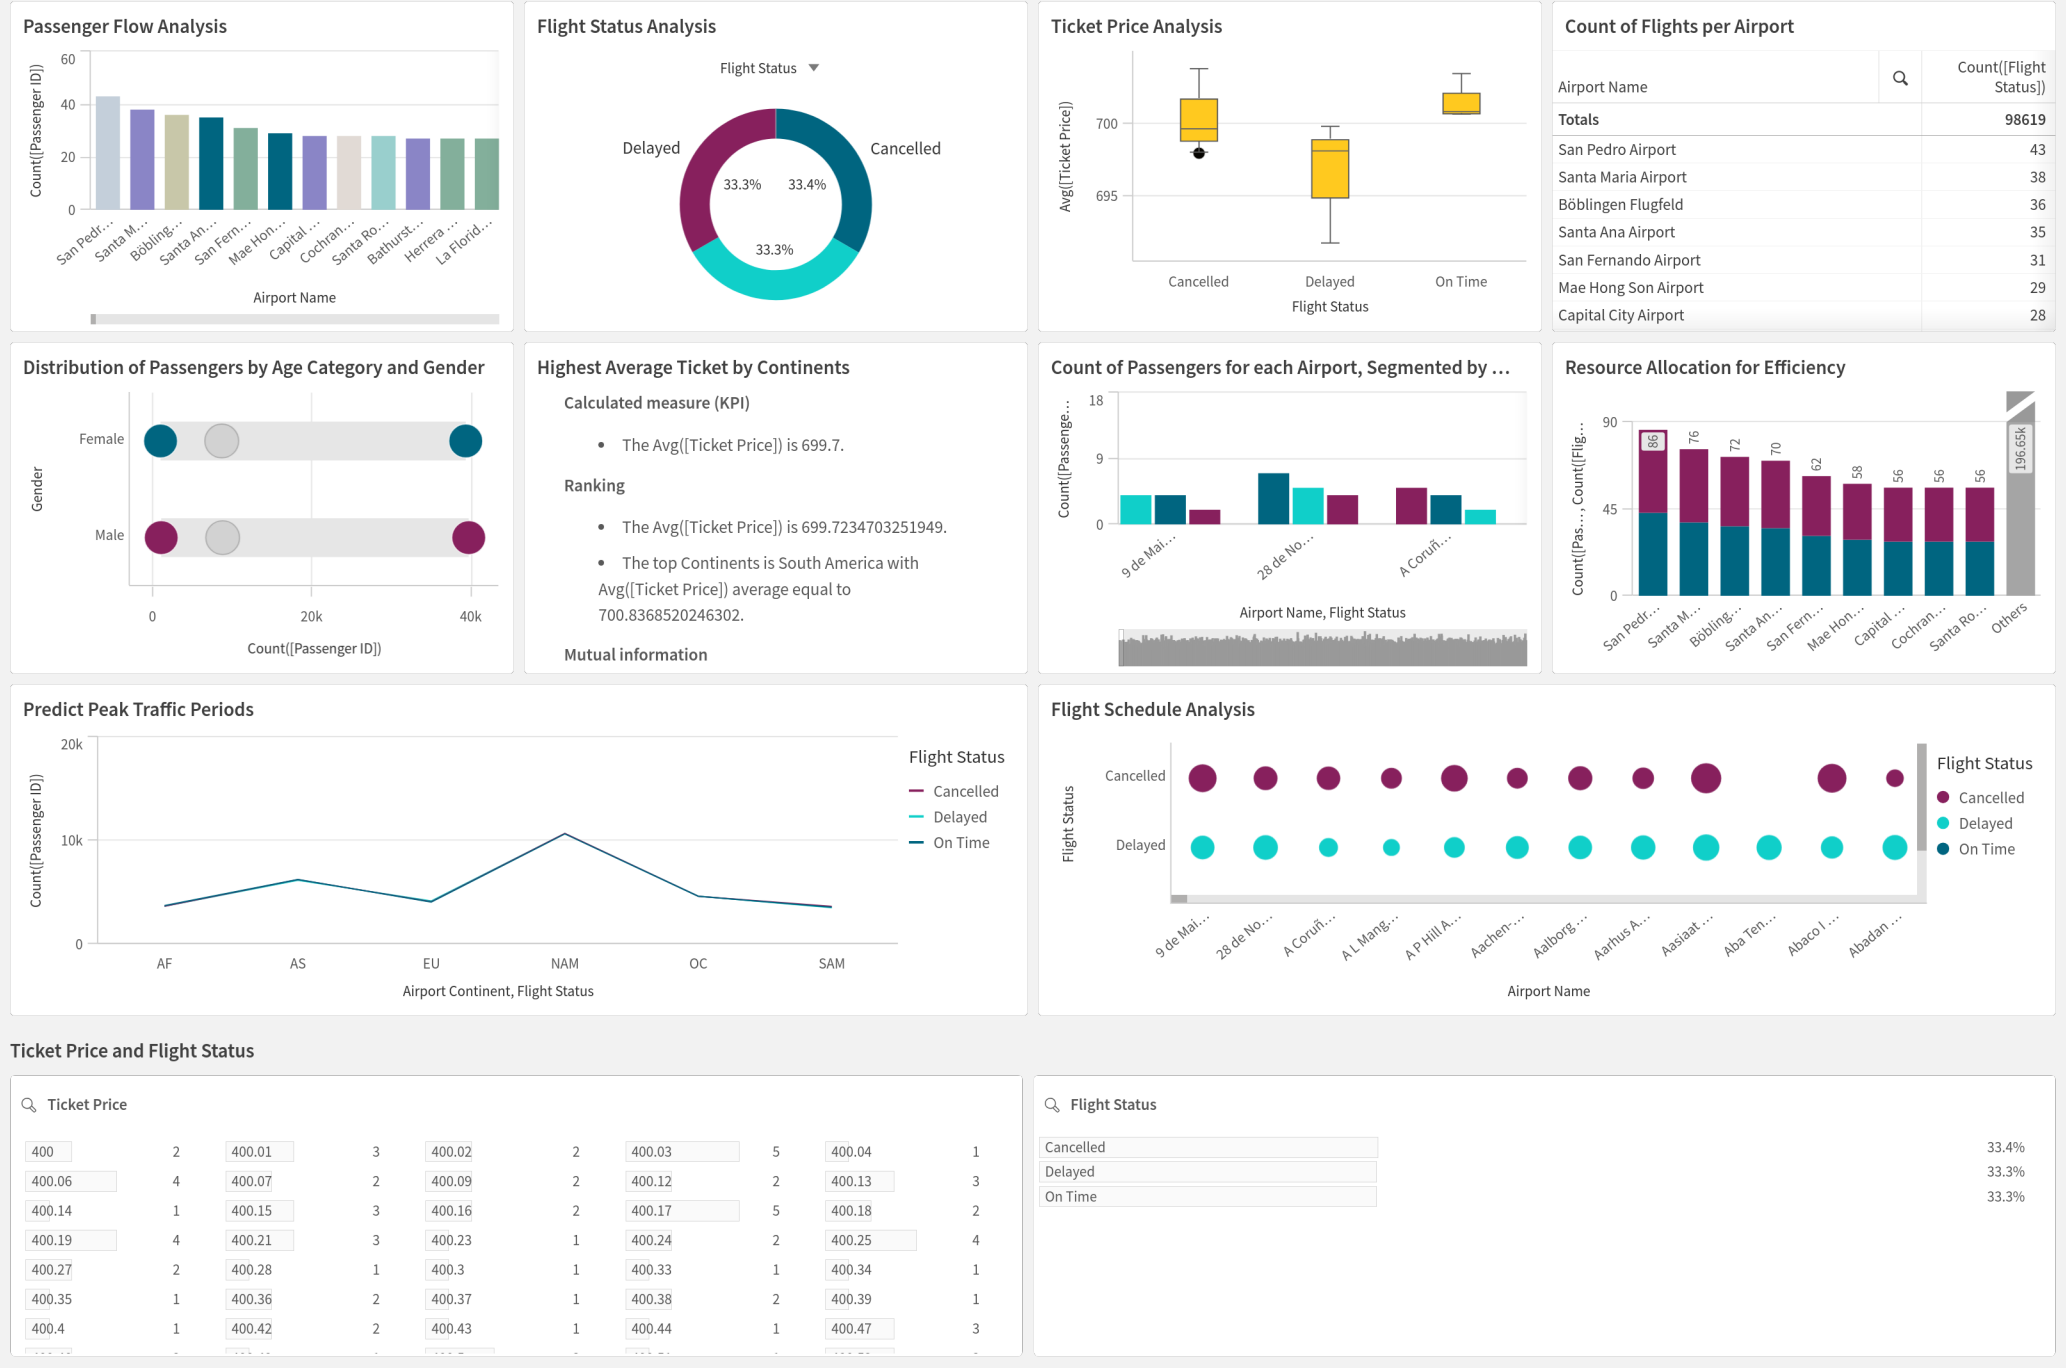 Passenger Flow Analysis
Count([Passenger ID])
60
40
20
0
San Pedr...
Santa M...
Böbling...
Santa An...
San Fern...
Mae Hon...
Capital ...
Cochran...
Santa Ro...
Bathurst...
Herrera ...
La Florid...
Airport Name
Flight Status Analysis
Flight Status
Delayed
Cancelled
33.3%
33.4%
33.3%
Ticket Price Analysis
Avg([Ticket Price])
700
695
Cancelled
Delayed
On Time
Flight Status
Count of Flights per Airport
Airport Name
Count([Flight
Status])
Totals 98619
San Pedro Airport 43
Santa Maria Airport 38
Böblingen Flugfeld 36
Santa Ana Airport 35
San Fernando Airport 31
Mae Hong Son Airport 29
Capital City Airport 28
Distribution of Passengers by Age Category and Gender
Gender
Female
Male
0
20k
40k
Count([Passenger ID])
Highest Average Ticket by Continents
Calculated measure (KPI)
• The Avg([Ticket Price]) is 699.7.
Ranking
• The Avg([Ticket Price]) is 699.7234703251949.
• The top Continents is South America with
Avg([Ticket Price]) average equal to
700.8368520246302.
Mutual information
Count of Passengers for each Airport, Segmented by ...
Count([Passenge...
18
9
0
9 de Mai...
28 de No...
A Coruñ...
Airport Name, Flight Status
Resource Allocation for Efficiency
Count([Pas..., Count([Flig...
90
45
0
86
76
72
70
62
58
56
56
56
196.65k
San Pedr...
Santa M...
Böbling...
Santa An...
San Fern...
Mae Hon...
Capital ...
Cochran...
Santa Ro...
Others
Predict Peak Traffic Periods
Count([Passenger ID])
20k
10k
0
AF
AS
EU
NAM
OC
SAM
Airport Continent, Flight Status
Flight Status
Cancelled
Delayed
On Time
Flight Schedule Analysis
Flight Status
Cancelled
Delayed
9 de Mai...
28 de No...
A Coruñ...
A L Mang...
A P Hill A...
Aachen-...
Aalborg ...
Aarhus A...
Aasiaat ...
Aba Ten...
Abaco I ...
Abadan ...
Airport Name
Flight Status
Cancelled
Delayed
On Time
Ticket Price and Flight Status
Ticket Price
400 2 400.01 3 400.02 2 400.03 5 400.04 1
400.06 4 400.07 2 400.09 2 400.12 2 400.13 3
400.14 1 400.15 3 400.16 2 400.17 5 400.18 2
400.19 4 400.21 3 400.23 1 400.24 2 400.25 4
400.27 2 400.28 1 400.3 1 400.33 1 400.34 1
400.35 1 400.36 2 400.37 1 400.38 2 400.39 1
400.4 1 400.42 2 400.43 1 400.44 1 400.47 3
Flight Status
Cancelled 33.4%
Delayed 33.3%
On Time 33.3%